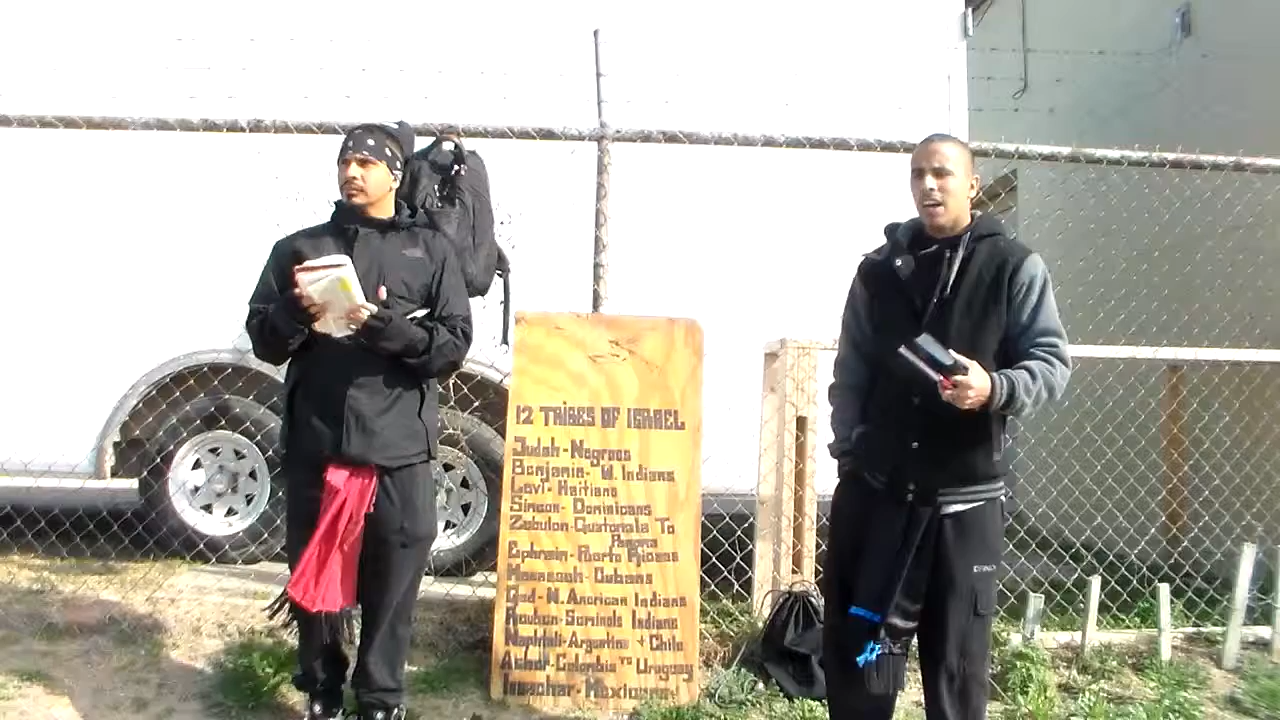 12 TRIBES OF ISRAEL
Judah-Negroes
Benjamin-W. Indians
Levi-Haitians
Simeon-Dominicans
Zebulon-Guatemala To
Panama
Ephraim-Puerto Ricans
Manasseh-Cubans
Gad-N. American Indians
Reuben-Seminole Indians
Naphtali-Argentina + Chile
Asher-Colombia To Uruguay
Issachar-Mexicans